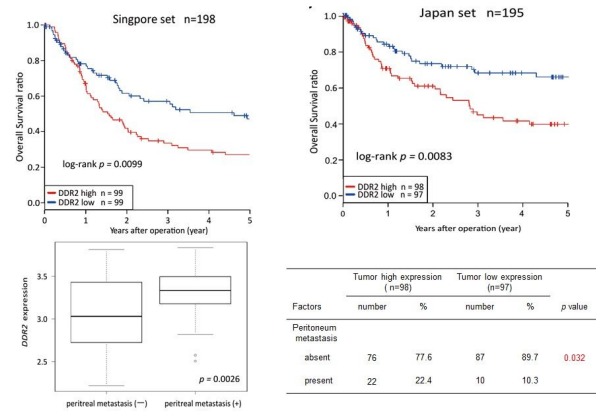 Singpore set n=198
Overall Survival ratio
1.0
0.8
0.6
0.4
0.2
0.0
log-rank p = 0.0099
DDR2 high n = 99
DDR2 low n = 99
0 1 2 3 4 5
Years after operation (year)
Japan set n=195
Overall Survival ratio
1.0
0.8
0.6
0.4
0.2
0.0
log-rank p = 0.0083
DDR2 high n = 98
DDR2 low n = 97
0 1 2 3 4 5
Years after operation (year)
DDR2 expression
3.5
3.0
2.5
p = 0.0026
peritreal metastasis (—) peritreal metastasis (+)
Tumor high expression Tumor low expression
( n=98) (n=97)
Factors number % number % p value
Peritoneum
metastasis
absent 76 77.6 87 89.7 0.032
present 22 22.4 10 10.3